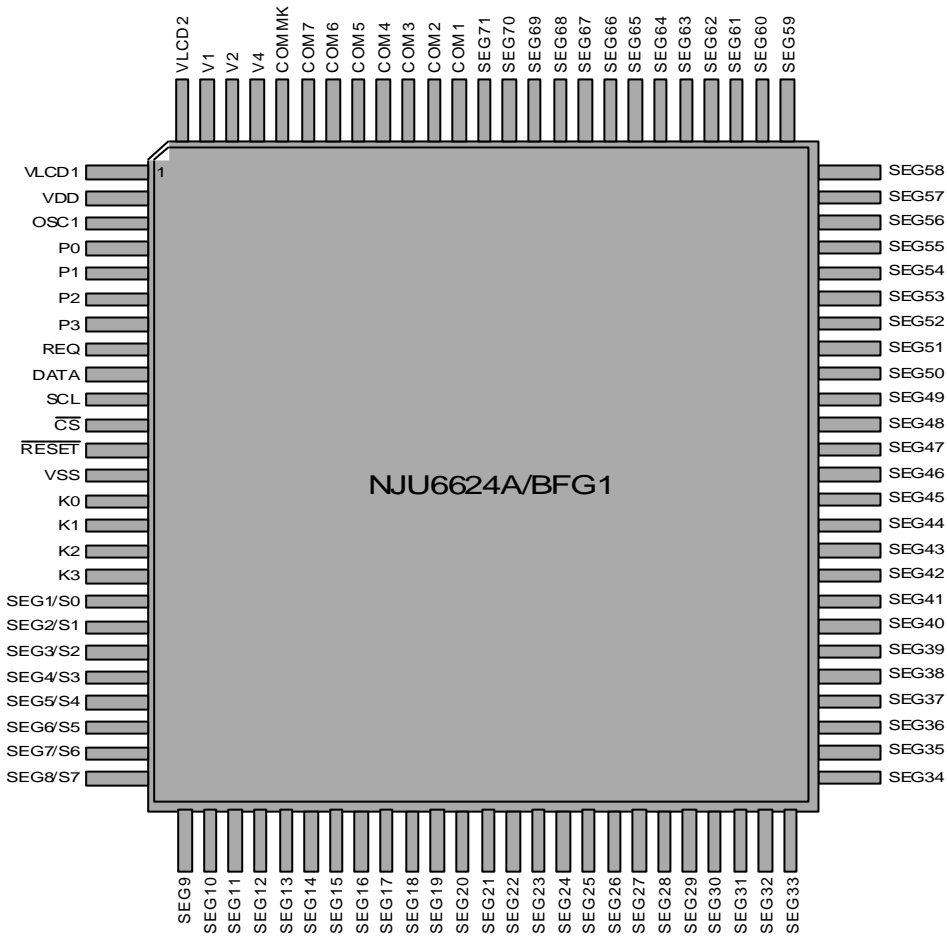 VLCD2
V1
V2
V4
COMMK
COM7
COM6
COM5
COM4
COM3
COM2
COM1
SEG71
SEG70
SEG69
SEG68
SEG67
SEG66
SEG65
SEG64
SEG63
SEG62
SEG61
SEG60
SEG59
VLCD1
VDD
OSC1
P0
P1
P2
P3
REQ
DATA
SCL
CS
RESET
VSS
K0
K1
K2
K3
SEG1/S0
SEG2/S1
SEG3/S2
SEG4/S3
SEG5/S4
SEG6/S5
SEG7/S6
SEG8/S7
1
NJU6624A/BFG1
SEG58
SEG57
SEG56
SEG55
SEG54
SEG53
SEG52
SEG51
SEG50
SEG49
SEG48
SEG47
SEG46
SEG45
SEG44
SEG43
SEG42
SEG41
SEG40
SEG39
SEG38
SEG37
SEG36
SEG35
SEG34
SEG9
SEG10
SEG11
SEG12
SEG13
SEG14
SEG15
SEG16
SEG17
SEG18
SEG19
SEG20
SEG21
SEG22
SEG23
SEG24
SEG25
SEG26
SEG27
SEG28
SEG29
SEG30
SEG31
SEG32
SEG33